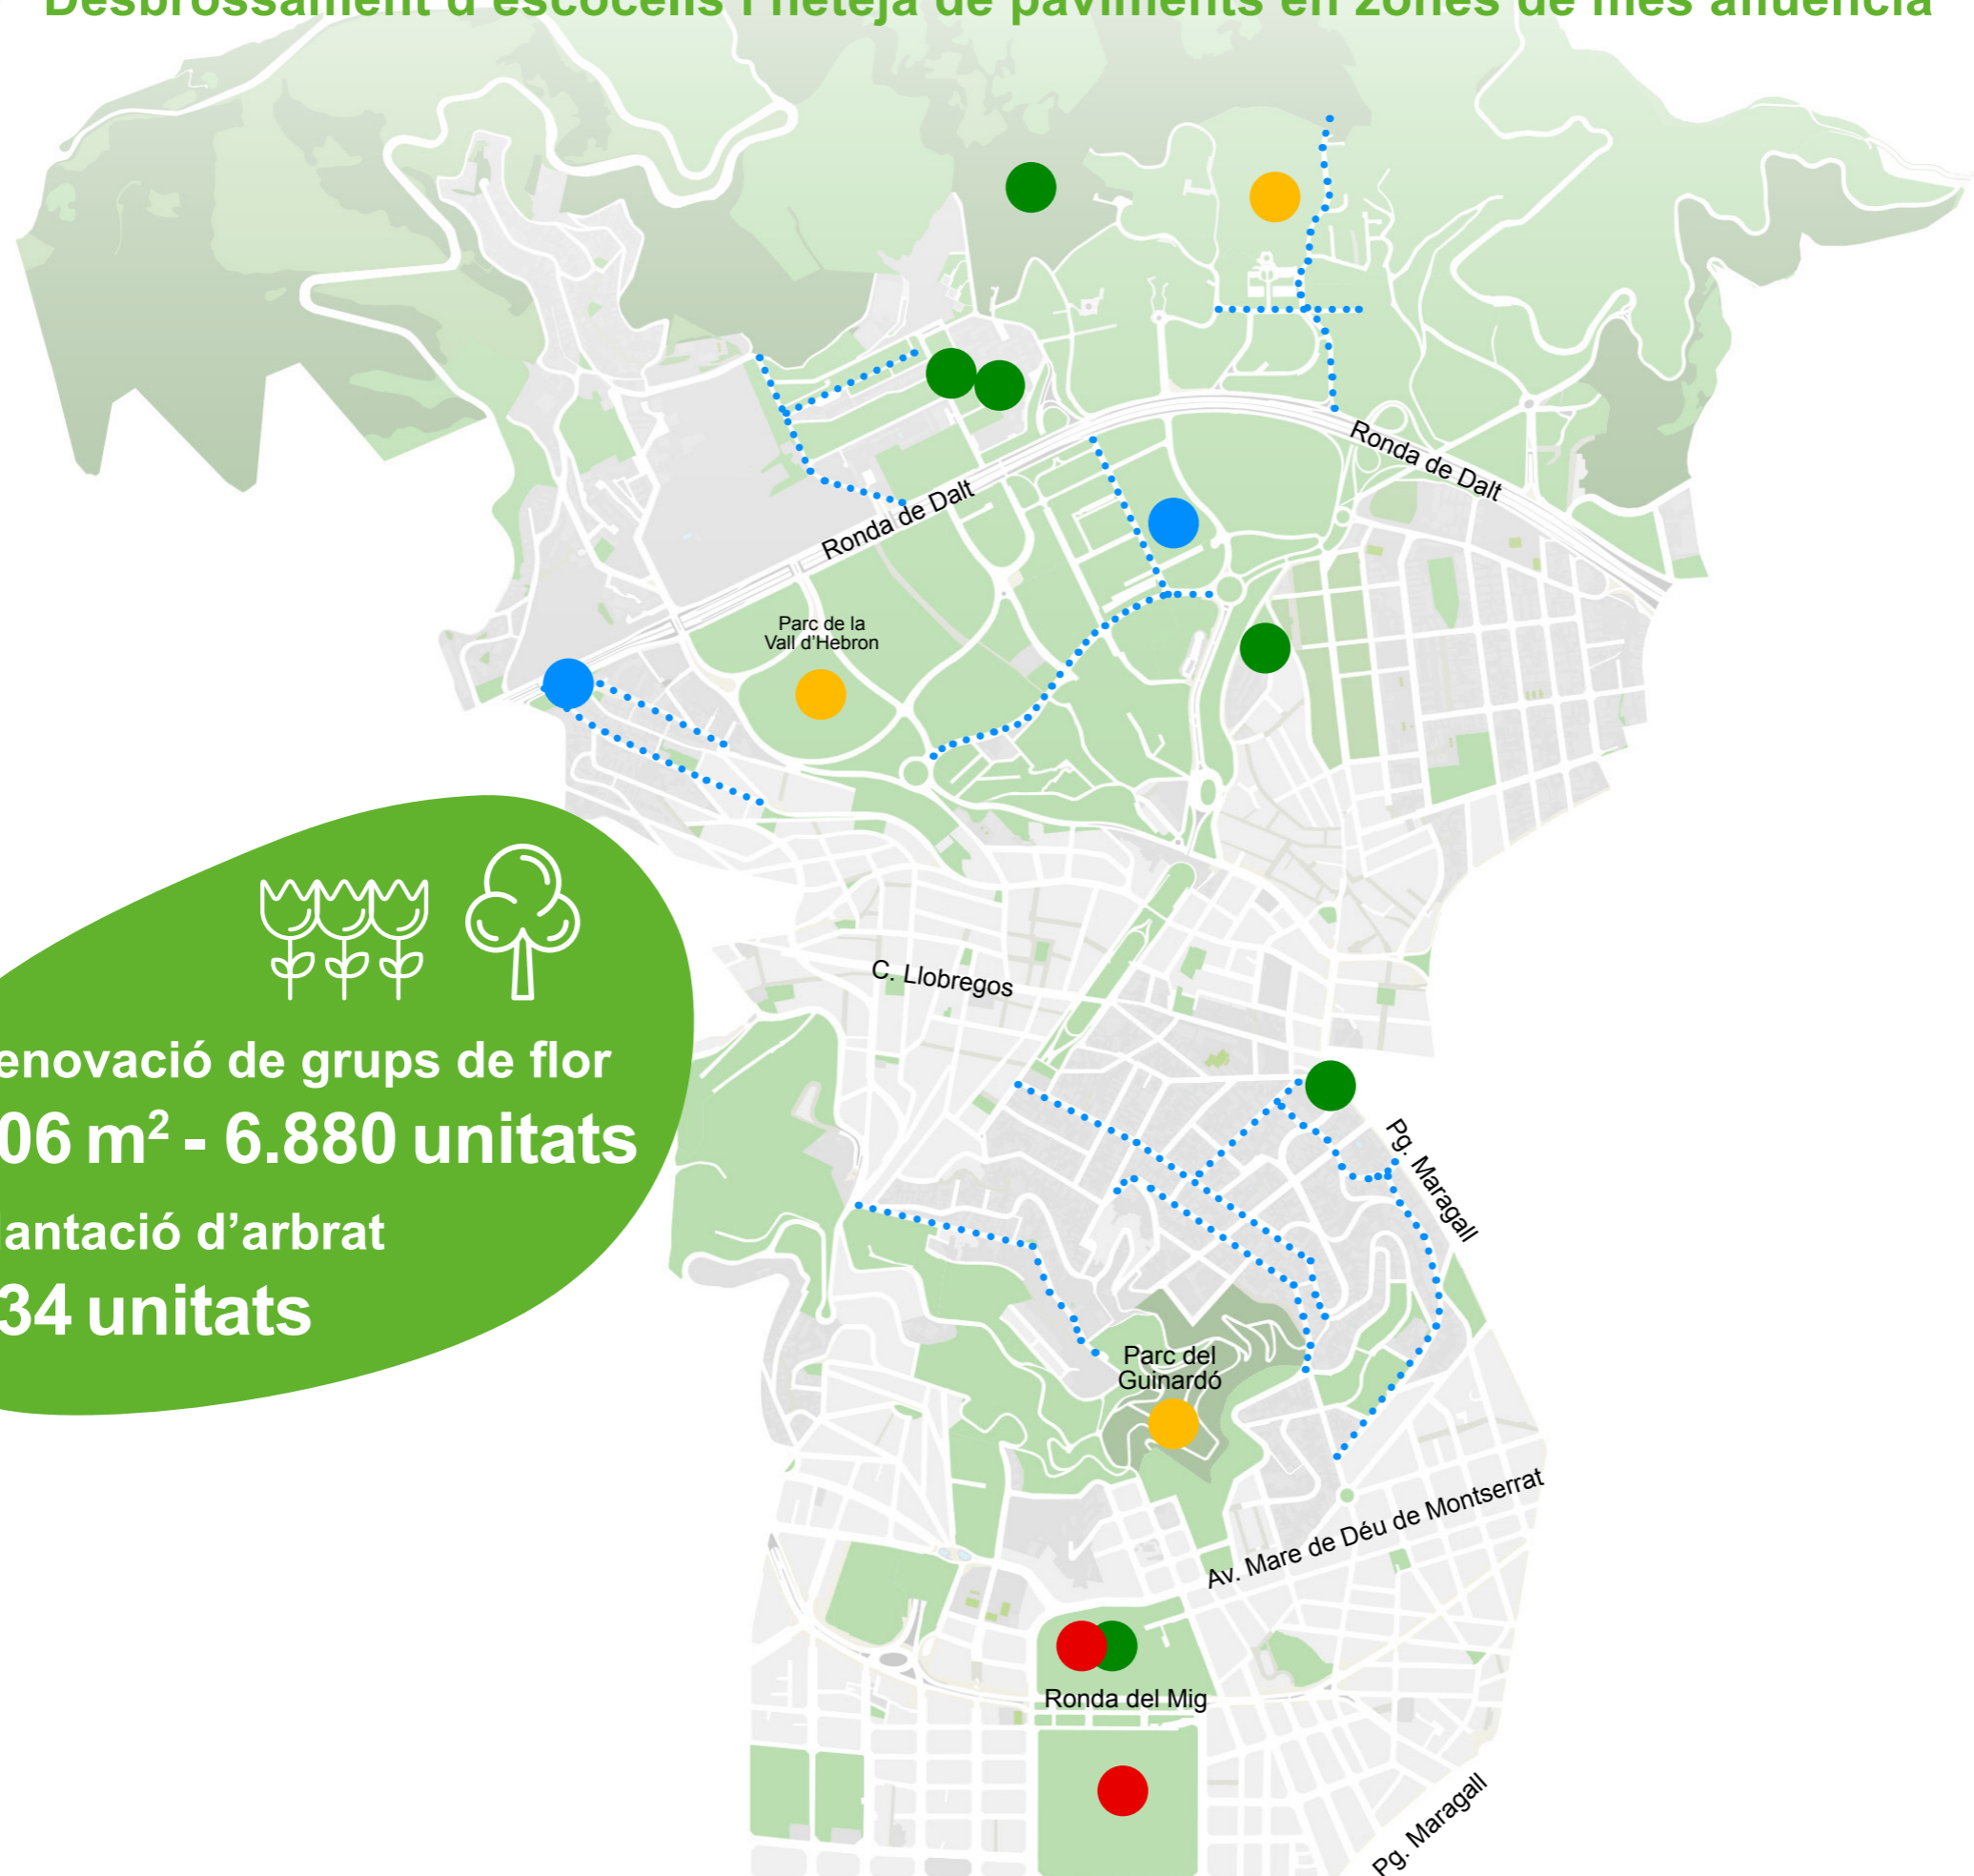 Desbrossament d'escocells i neteja de paviments en zones de més afluència
Ronda de Dalt
Ronda de Dalt
Parc de la
Vall d'Hebron
enovació de grups de flor
06 m² - 6.880 unitats
lantació d'arbrat
34 unitats
C. Llobregos
Pg. Maragall
Parc del
Guinardó
Av. Mare de Déu de Montserrat
Ronda del Mig
Pg. Maragall